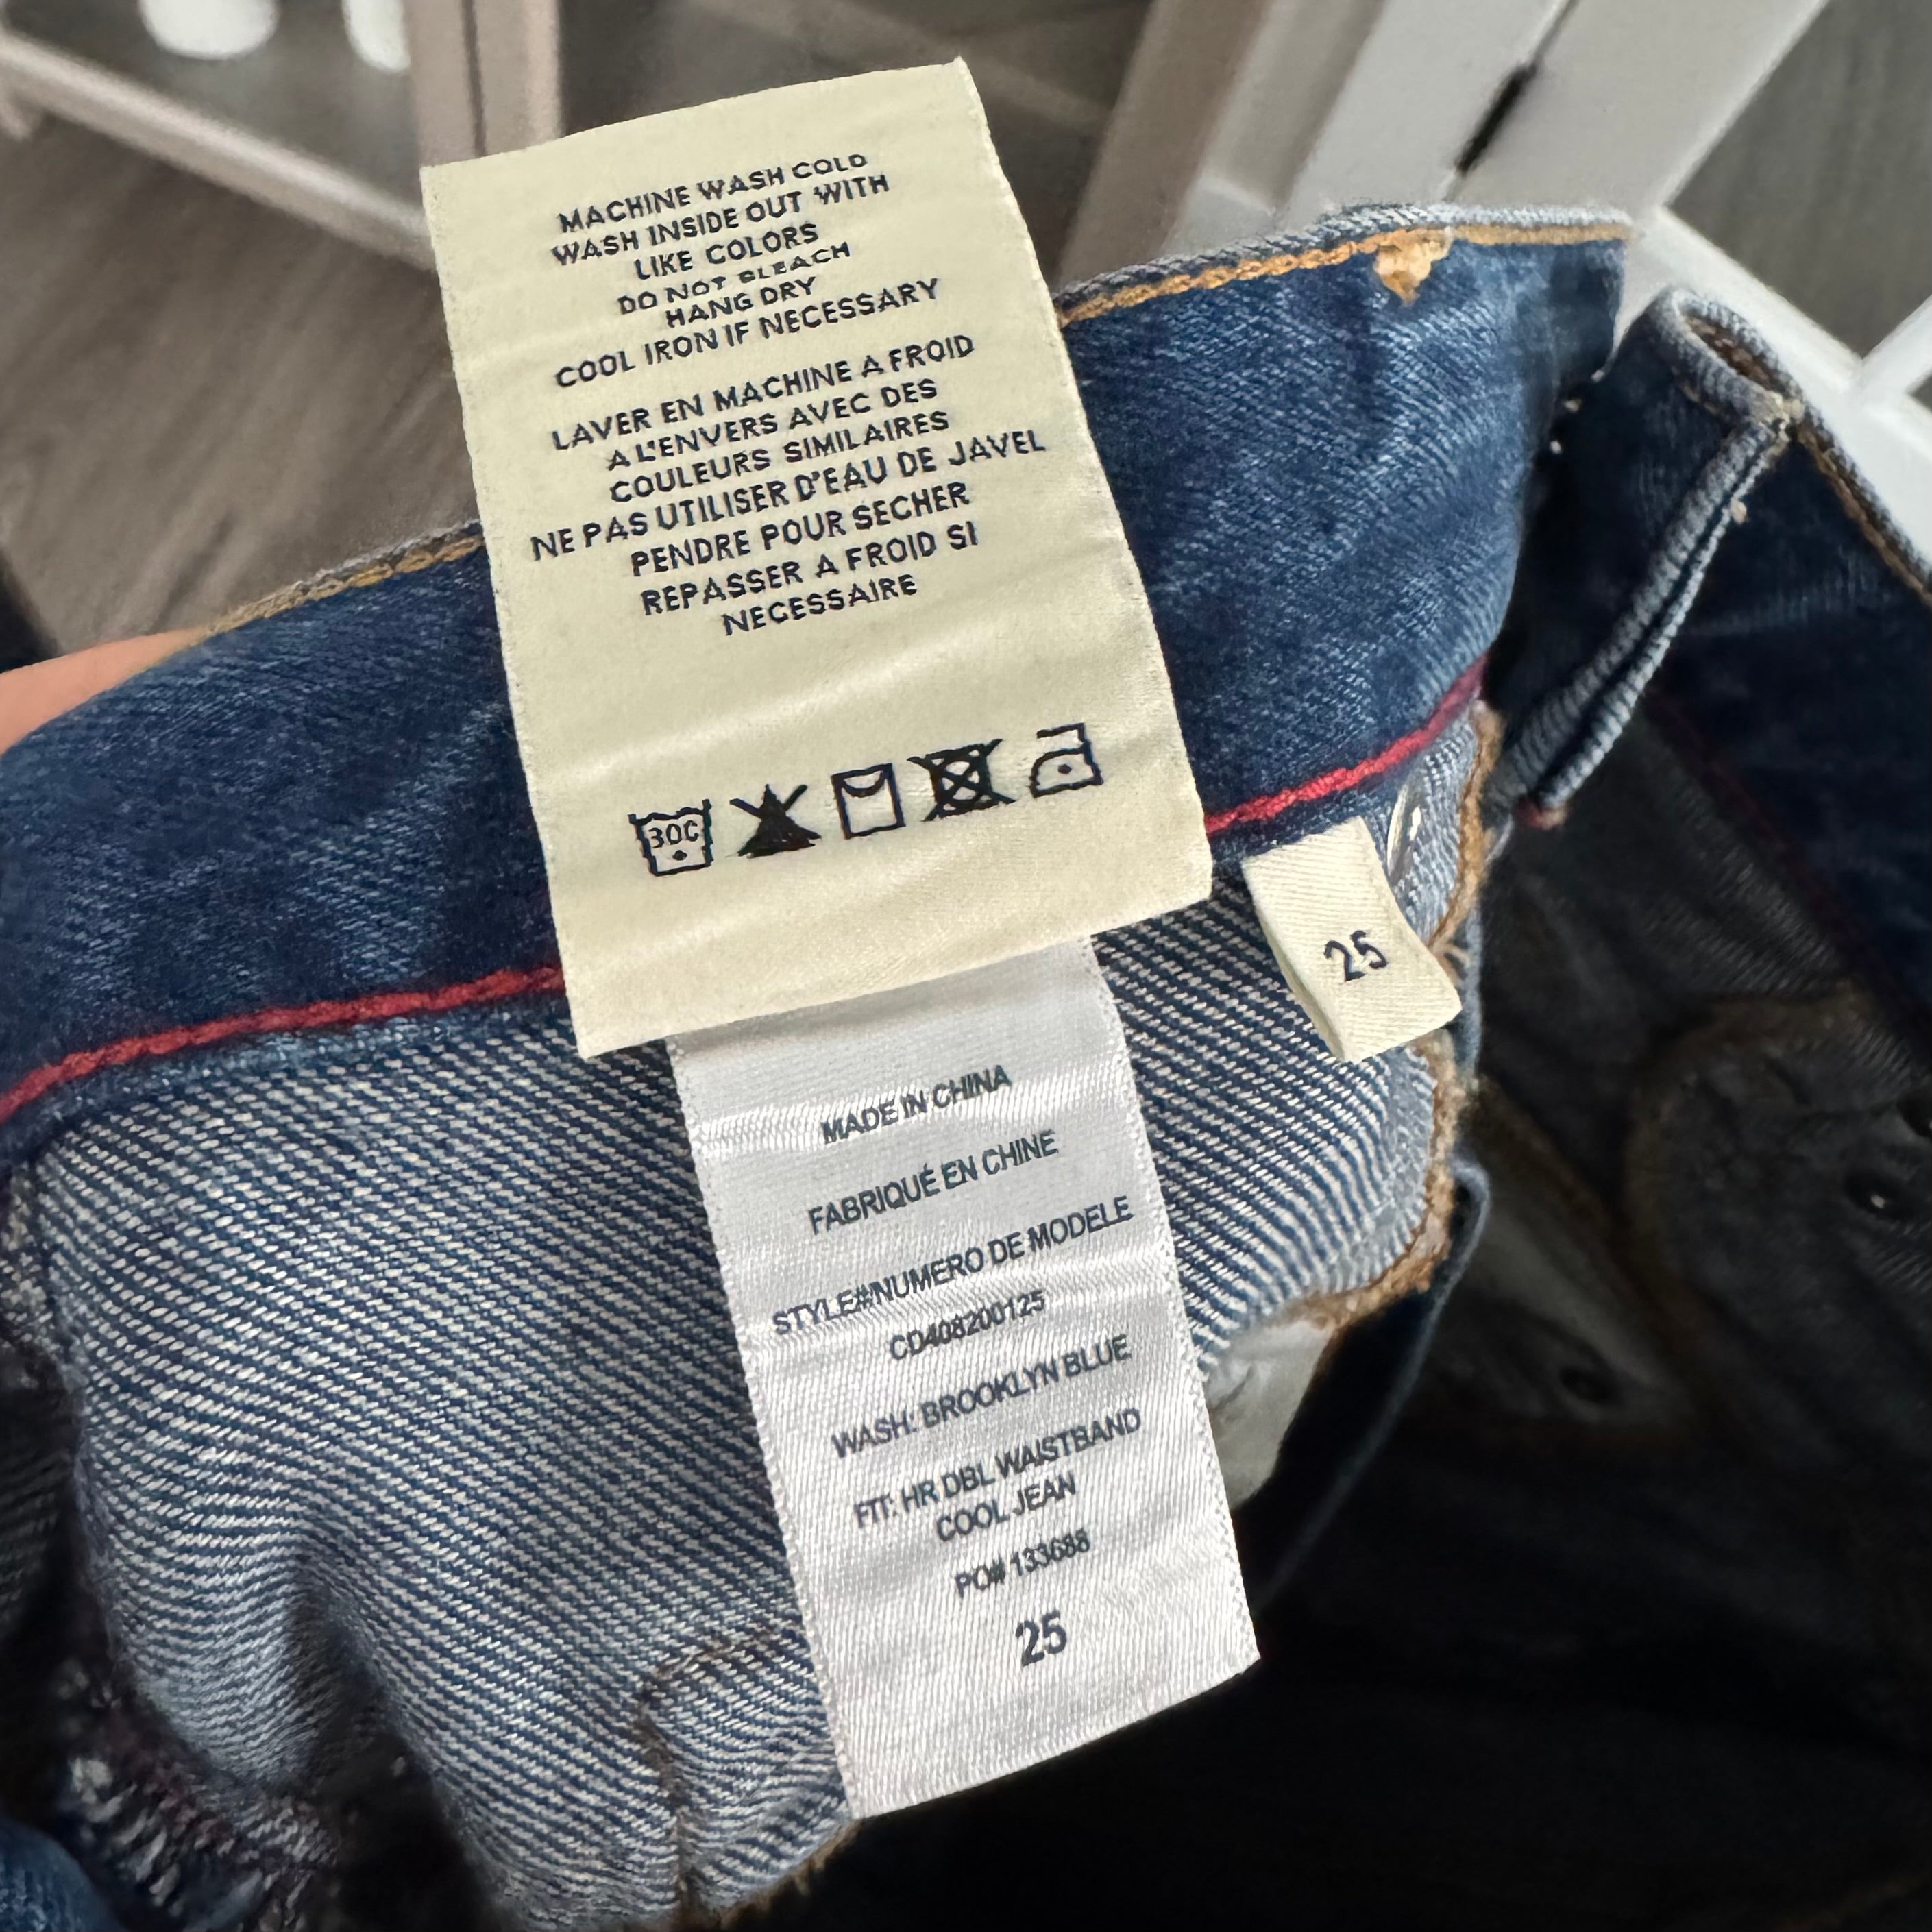 MACHINE WASH COLD
WASH INSIDE OUT WITH
LIKE COLORS
DO NOT BLEACH
HANG DRY
COOL IRON IF NECESSARY
LAVER EN MACHINE A FROID
A L'ENVERS AVEC DES
COULEURS SIMILAIRES
NE PAS UTILISER D'EAU DE JAVEL
PENDRE POUR SECHER
REPASSER A FROID SI
NECESSAIRE
30C
25
MADE IN CHINA
FABRIQUÉ EN CHINE
STYLE#/NUMERO DE MODELE
CD408200125
WASH: BROOKLYN BLUE
FIT: HR DBL WAISTBAND
COOL JEAN
PO# 133688
25